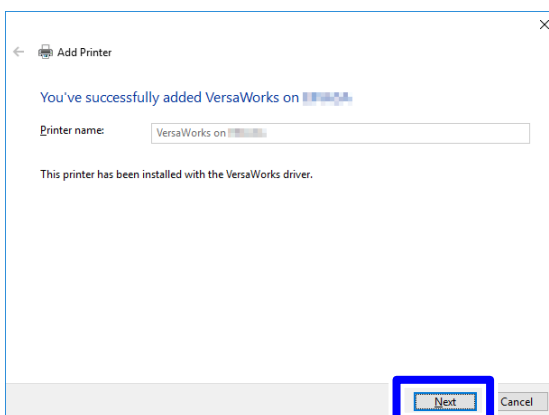 Add Printer
You've successfully added VersaWorks on
Printer name:
VersaWorks on
This printer has been installed with the VersaWorks driver.
Next
Cancel